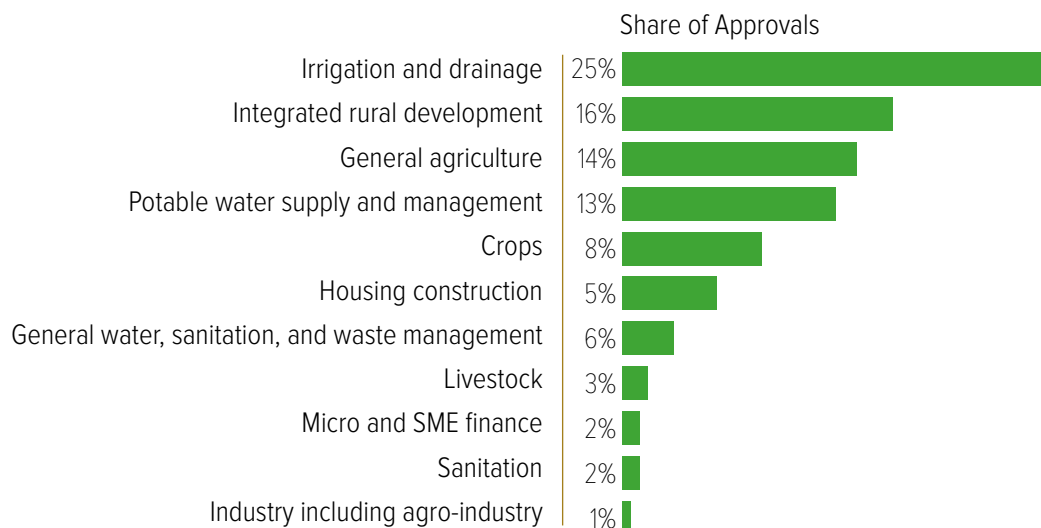 Share of Approvals
Irrigation and drainage 25%
Integrated rural development 16%
General agriculture 14%
Potable water supply and management 13%
Crops 8%
Housing construction 5%
General water, sanitation, and waste management 6%
Livestock 3%
Micro and SME finance 2%
Sanitation 2%
Industry including agro-industry 1%